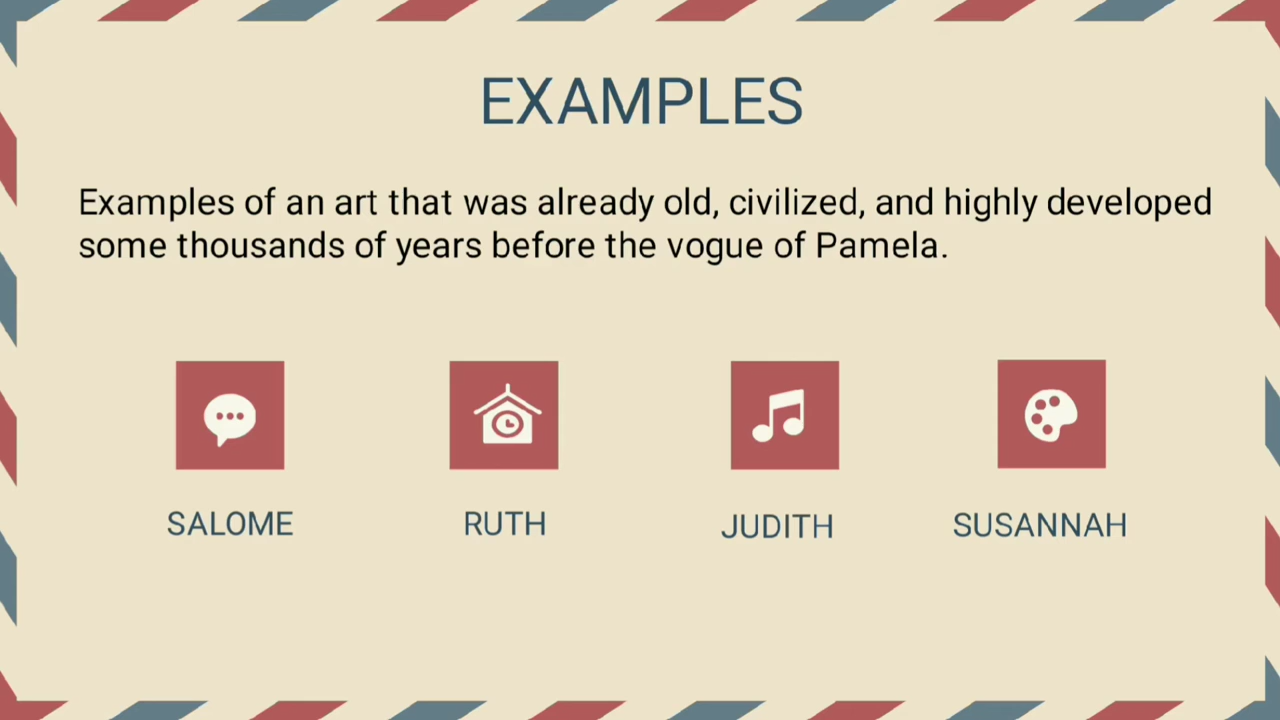 EXAMPLES
Examples of an art that was already old, civilized, and highly developed
some thousands of years before the vogue of Pamela.
SALOME
RUTH
JUDITH
SUSANNAH